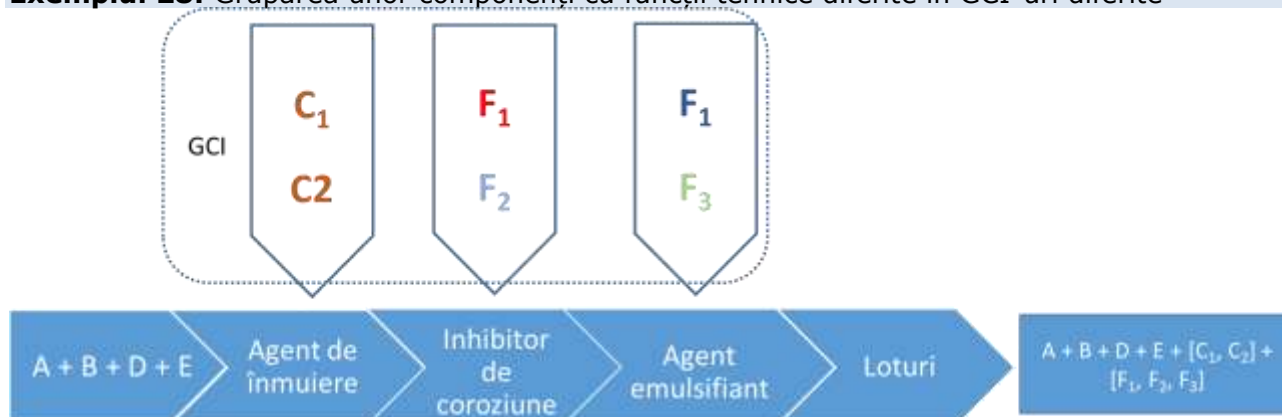 Exemplul 28. Gruparea unor componenți cu funcții tehnice diferite în GCI-uri diferite
C₁
F₁
F₁
GCI
C2
F₂
F₃
A + B + D + E
Agent de
înmuiere
Inhibitor
de
coroziune
Agent
emulsifiant
Loturi
A + B + D + E + [C₁, C₂] +
[F₁, F₂, F₃]